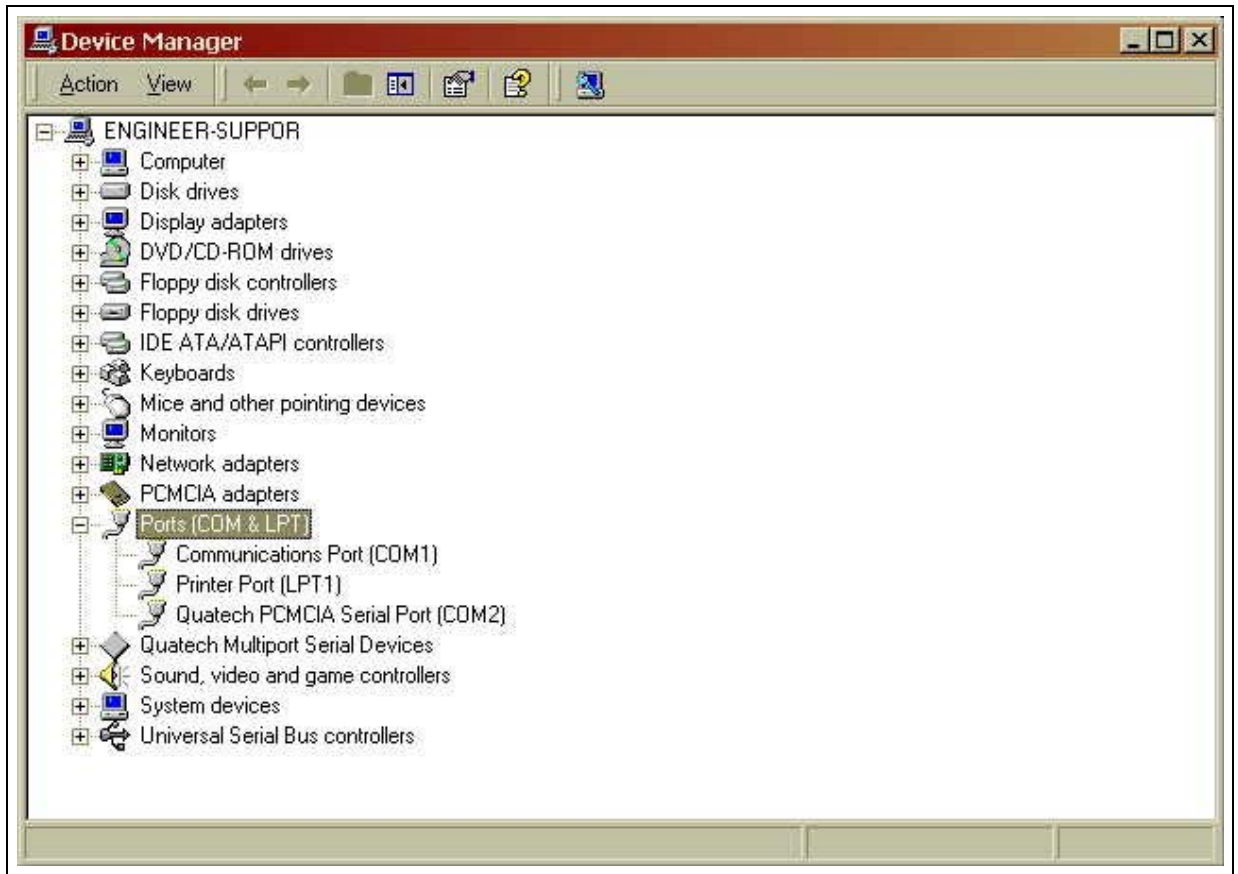 Device Manager
Action View
ENGINEER-SUPPOR
Computer
Disk drives
Display adapters
DVD/CD-ROM drives
Floppy disk controllers
Floppy disk drives
IDE ATA/ATAPI controllers
Keyboards
Mice and other pointing devices
Monitors
Network adapters
PCMCIA adapters
Ports (COM & LPT)
Communications Port (COM1)
Printer Port (LPT1)
Quatech PCMCIA Serial Port (COM2)
Quatech Multiport Serial Devices
Sound, video and game controllers
System devices
Universal Serial Bus controllers